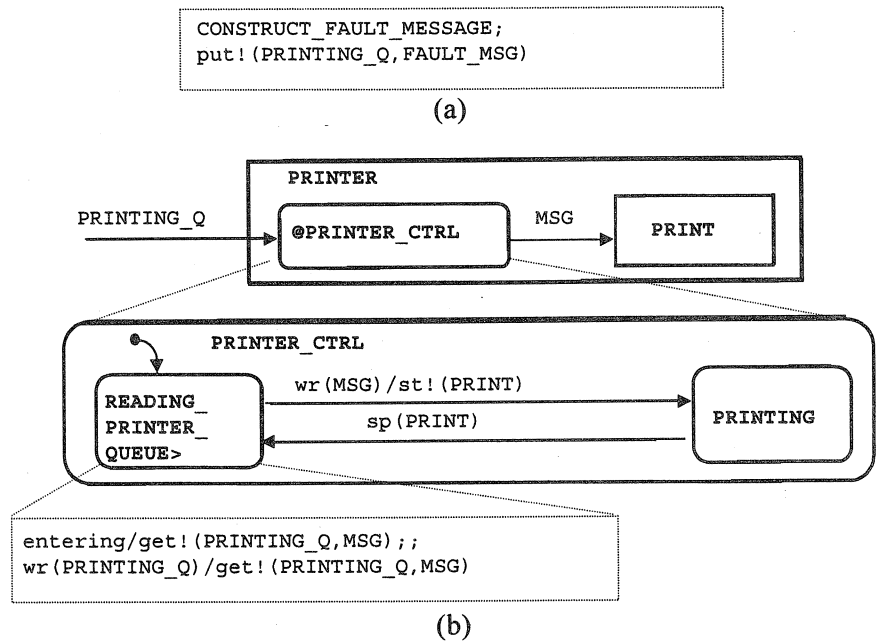 CONSTRUCT_FAULT_MESSAGE;
put!(PRINTING_Q,FAULT_MSG)
(a)
PRINTER
PRINTING_Q
@PRINTER_CTRL
MSG
PRINT
PRINTER_CTRL
READING_
PRINTER_
QUEUE>
wr(MSG)/st!(PRINT)
sp(PRINT)
PRINTING
entering/get!(PRINTING_Q,MSG);;
wr(PRINTING_Q)/get!(PRINTING_Q,MSG)
(b)